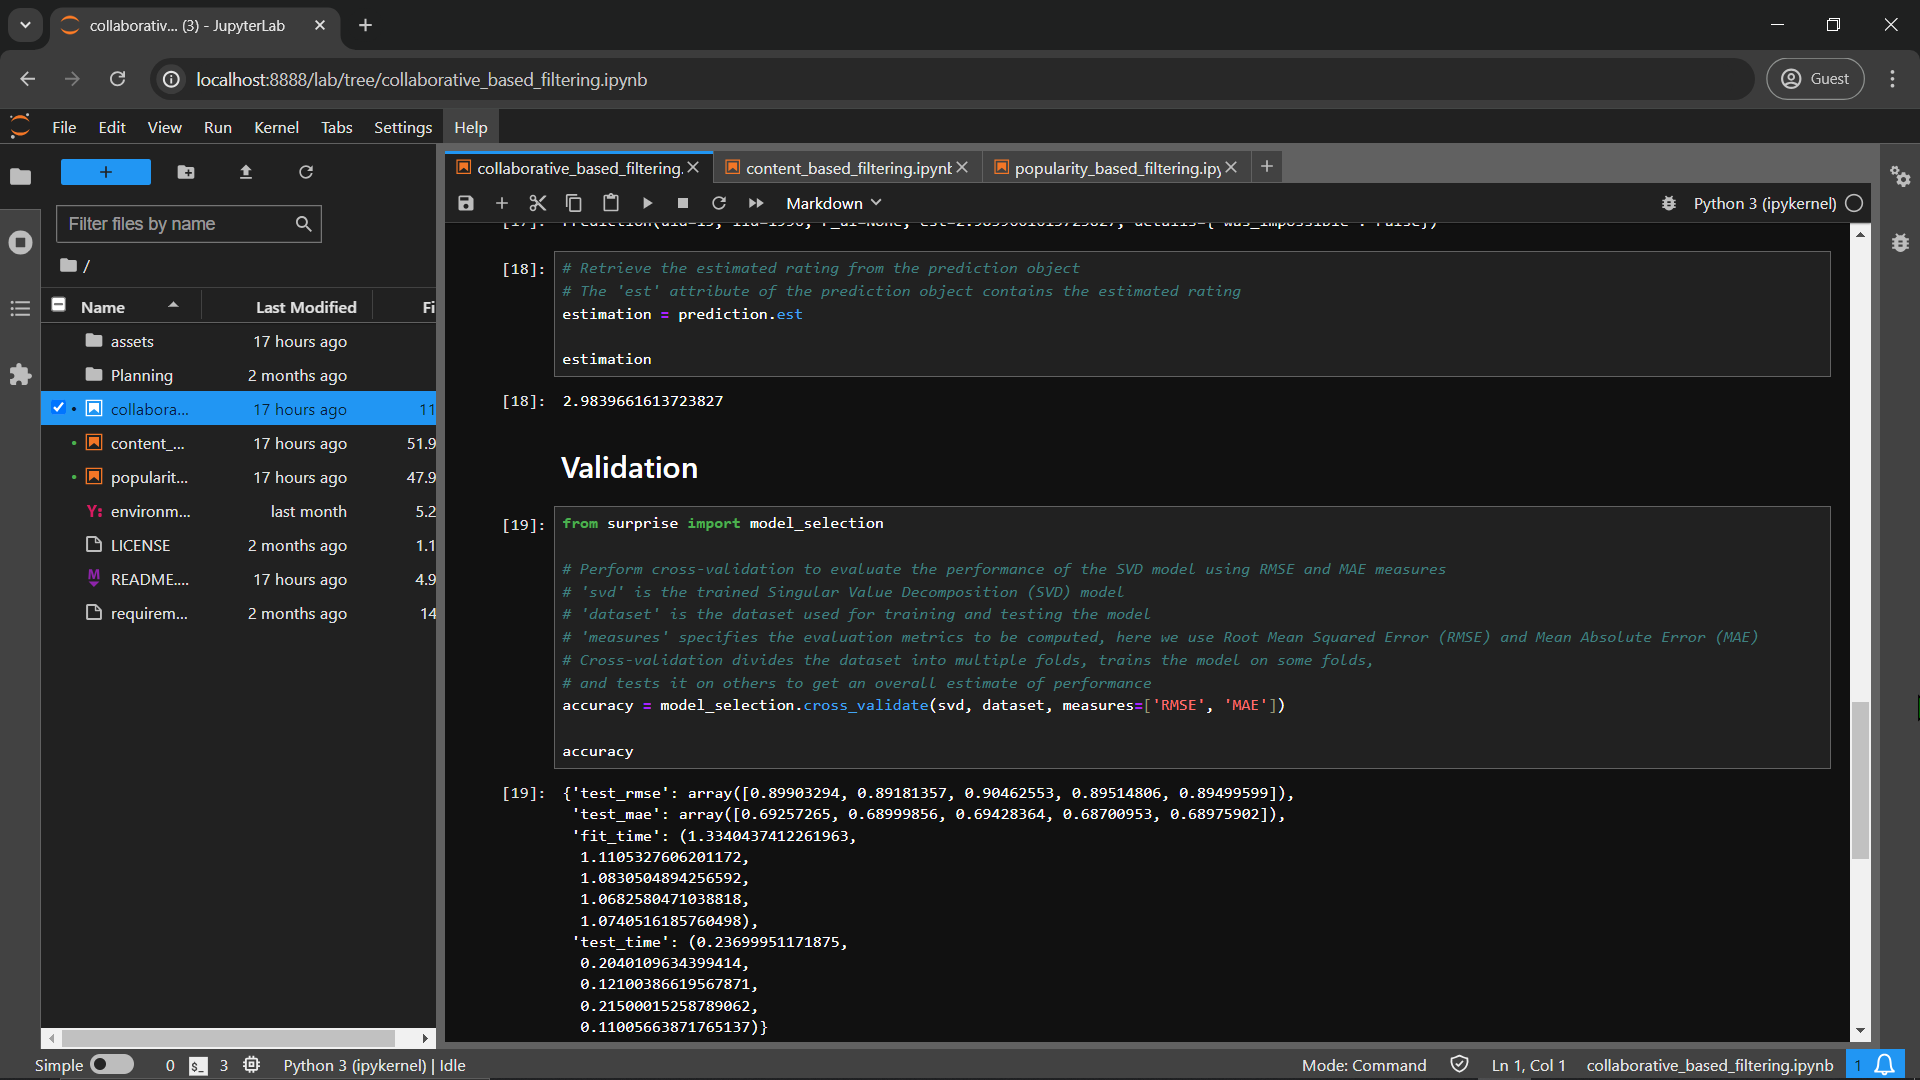 collaborativ... (3) - JupyterLab
localhost:8888/lab/tree/collaborative_based_filtering.ipynb
Guest
File Edit View Run Kernel Tabs Settings Help
Filter files by name
/
Name Last Modified Fi
assets 17 hours ago
Planning 2 months ago
collabora... 17 hours ago 11
content_... 17 hours ago 51.9
popularit... 17 hours ago 47.9
Y: environm... last month 5.2
LICENSE 2 months ago 1.1
M README.... 17 hours ago 4.9
requirem... 2 months ago 14
collaborative_based_filtering. content_based_filtering.ipynb popularity_based_filtering.ipy
Markdown
Python 3 (ipykernel)
[18]: # Retrieve the estimated rating from the prediction object
# The 'est' attribute of the prediction object contains the estimated rating
estimation = prediction.est
estimation
[18]: 2.9839661613723827
Validation
[19]: from surprise import model_selection
# Perform cross-validation to evaluate the performance of the SVD model using RMSE and MAE measures
# 'svd' is the trained Singular Value Decomposition (SVD) model
# 'dataset' is the dataset used for training and testing the model
# 'measures' specifies the evaluation metrics to be computed, here we use Root Mean Squared Error (RMSE) and Mean Absolute Error (MAE)
# Cross-validation divides the dataset into multiple folds, trains the model on some folds,
# and tests it on others to get an overall estimate of performance
accuracy = model_selection.cross_validate(svd, dataset, measures=['RMSE', 'MAE'])
accuracy
[19]: {'test_rmse': array([0.89903294, 0.89181357, 0.90462553, 0.89514806, 0.89499599]),
'test_mae': array([0.69257265, 0.68999856, 0.69428364, 0.68700953, 0.68975902]),
'fit_time': (1.3340437412261963,
1.1105327606201172,
1.0830504894256592,
1.0682580471038818,
1.0740516185760498),
'test_time': (0.23699951171875,
0.2040109634399414,
0.12100386619567871,
0.21500015258789062,
0.11005663871765137)}
Simple 0 $_ 3 Python 3 (ipykernel) | Idle
Mode: Command Ln 1, Col 1 collaborative_based_filtering.ipynb 1